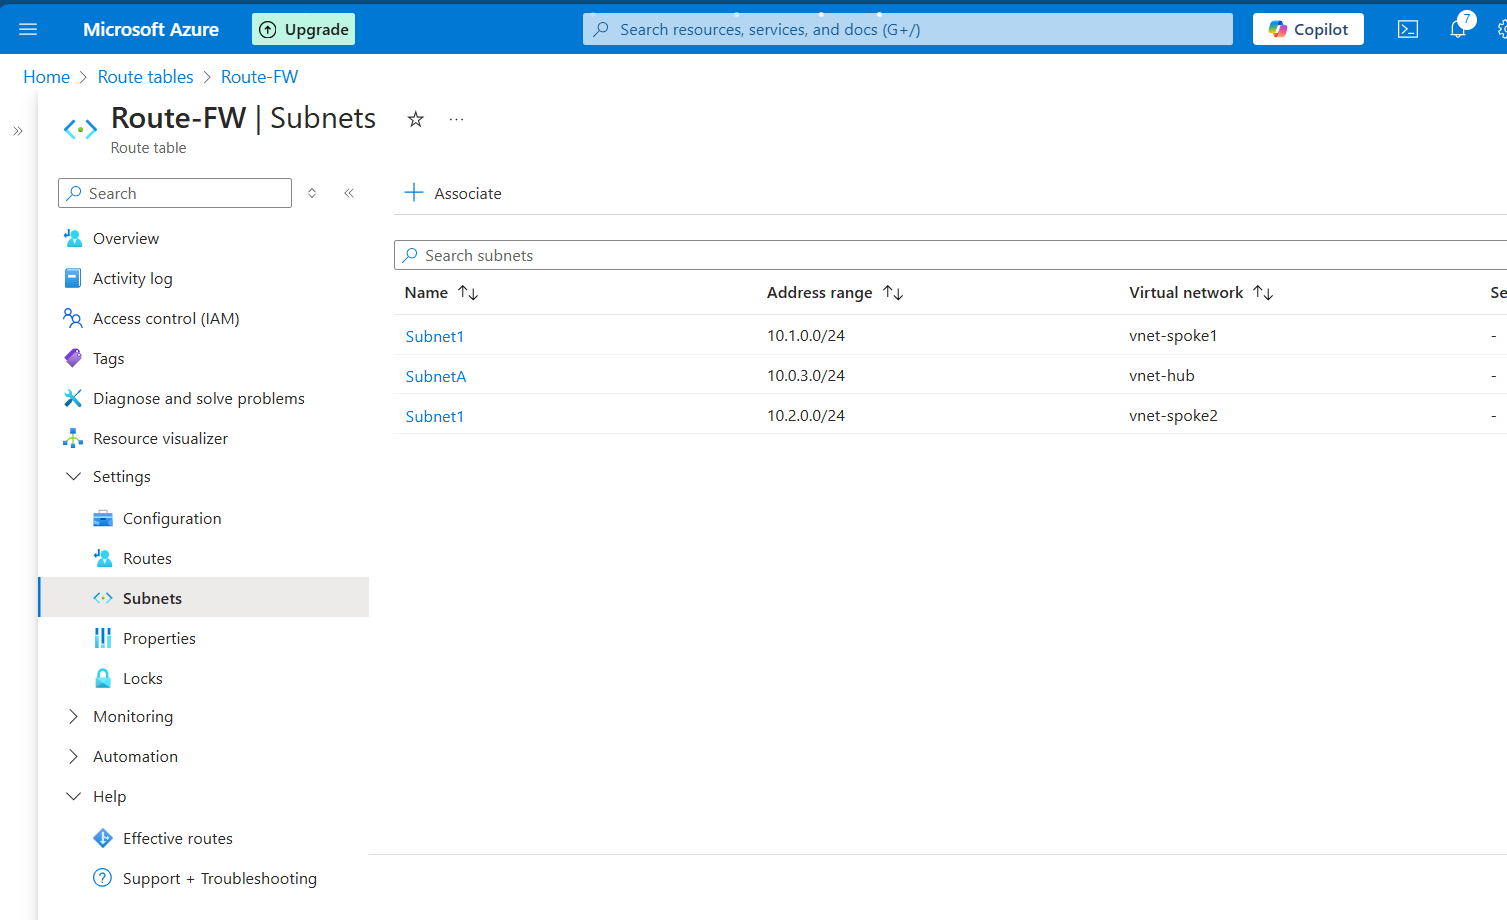 Microsoft Azure
Upgrade
Search resources, services, and docs (G+/)
Copilot
7
Home > Route tables > Route-FW
Route-FW | Subnets
Route table
Search
Associate
Overview
Activity log
Access control (IAM)
Tags
Diagnose and solve problems
Resource visualizer
Settings
Configuration
Routes
Subnets
Properties
Locks
Monitoring
Automation
Help
Effective routes
Support + Troubleshooting
Search subnets
Name Address range Virtual network Se
Subnet1 10.1.0.0/24 vnet-spoke1 -
SubnetA 10.0.3.0/24 vnet-hub -
Subnet1 10.2.0.0/24 vnet-spoke2 -